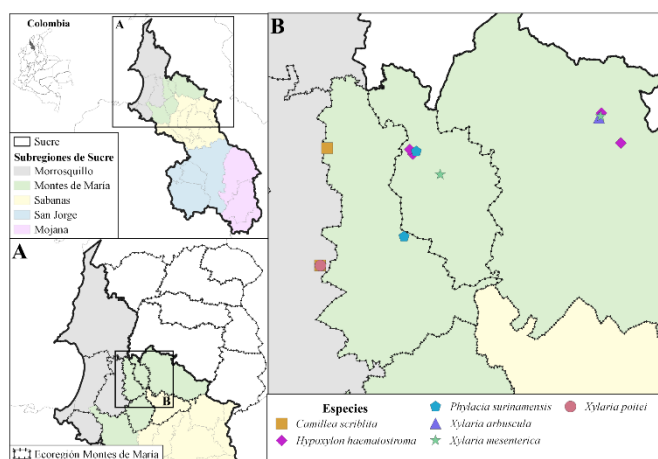 Colombia
A
Sucre
Subregiones de Sucre
Morrosquillo
Montes de María
Sabanas
San Jorge
Mojana
A
B
Ecoregión Montes de María
B
Especies
Camillea scriblita
Hypoxylon haematostroma
Phylacia surinamensis
Xylaria arbuscula
Xylaria mesenterica
Xylaria poitei